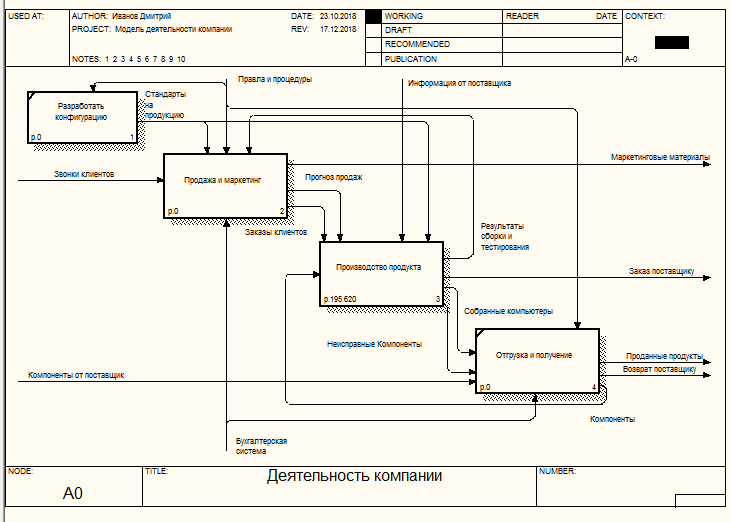 USED AT:
AUTHOR: Иванов Дмитрий
DATE: 23.10.2018
PROJECT: Модель деятельности компании
REV: 17.12.2018
NOTES: 1 2 3 4 5 6 7 8 9 10
WORKING
DRAFT
RECOMMENDED
PUBLICATION
READER
DATE
CONTEXT:
A-0
Правла и процедуры
Информация от поставщика
Стандарты
на
продукцию
Разработать
конфигурацию
р.0
1
Маркетинговые материалы
Звонки клиентов
Продажа и маркетинг
р.0
2
Прогноз продаж
Заказы клиентов
Результаты
сборки и
тестирования
Производство продукта
р.195 620
3
Заказ поставщику
Собранные компьютеры
Неисправные Компоненты
Отгрузка и получение
р.0
4
Проданные продукты
Возврат поставщику
Компоненты от поставщик
Компоненты
Бухгалтерская
система
NODE:
A0
TITLE:
Деятельность компании
NUMBER: